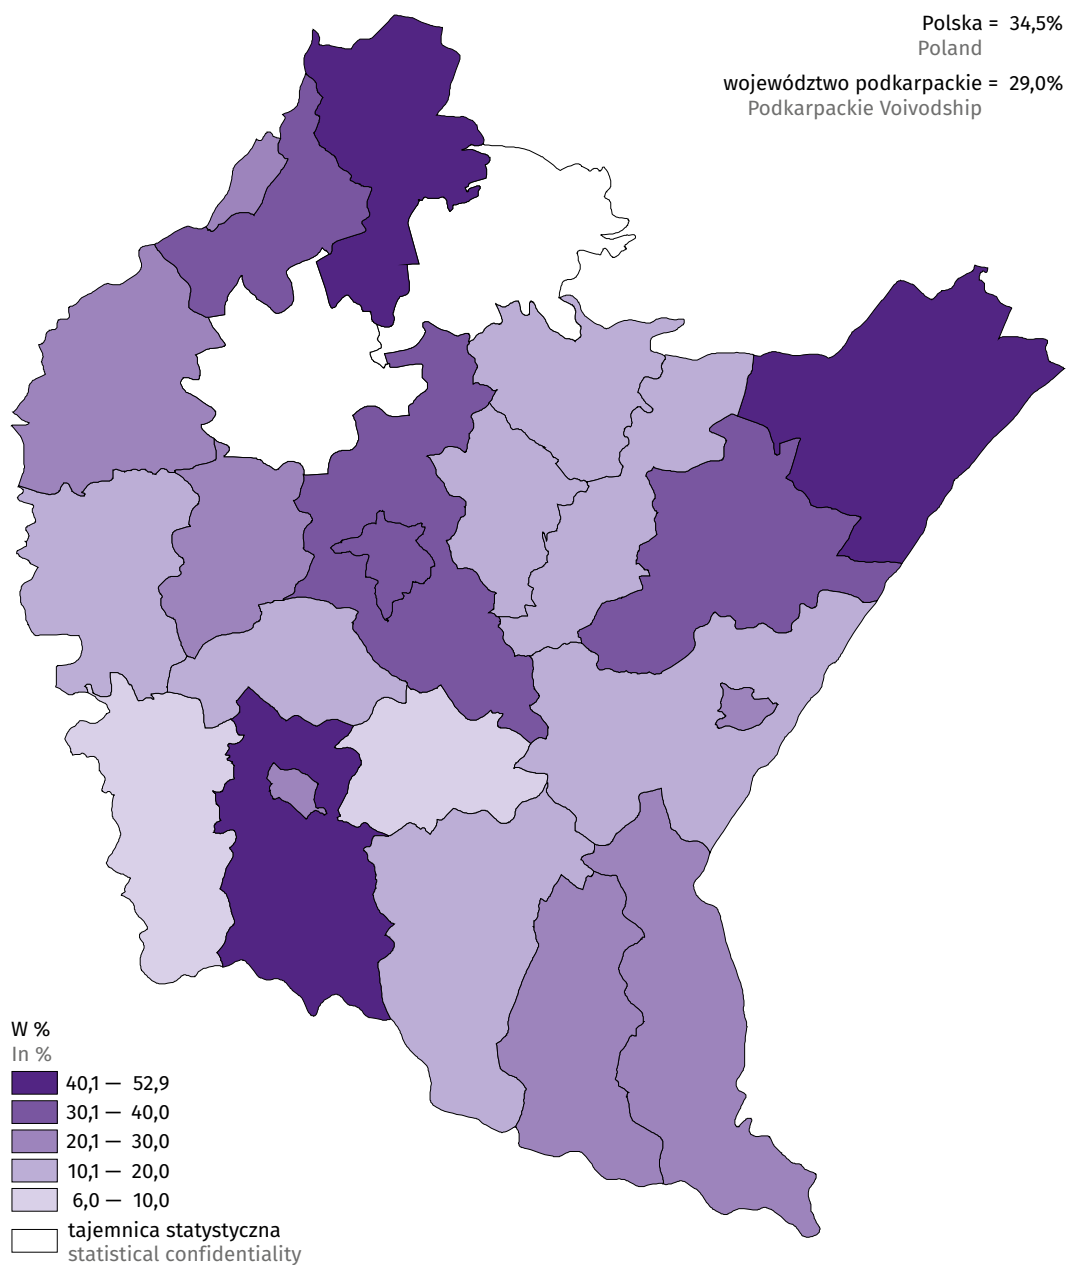 Polska = 34,5%
Poland
województwo podkarpackie = 29,0%
Podkarpackie Voivodship
W %
In %
40,1 — 52,9
30,1 — 40,0
20,1 — 30,0
10,1 — 20,0
6,0 — 10,0
tajemnica statystyczna
statistical confidentiality